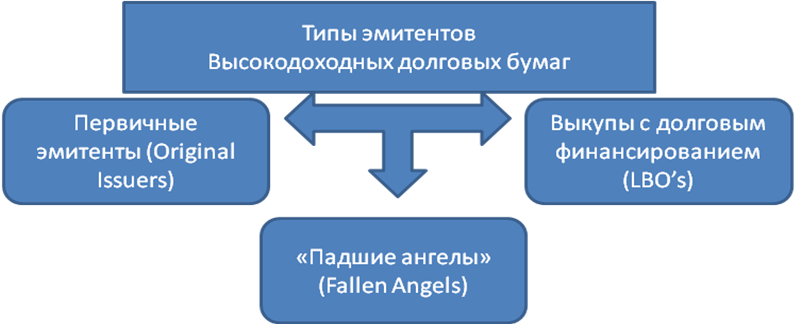 Типы эмитентов
Высокодоходных долговых бумаг
Первичные
эмитенты (Original
Issuers)
Выкупы с долговым
финансированием
(LBO’s)
«Падшие ангелы»
(Fallen Angels)